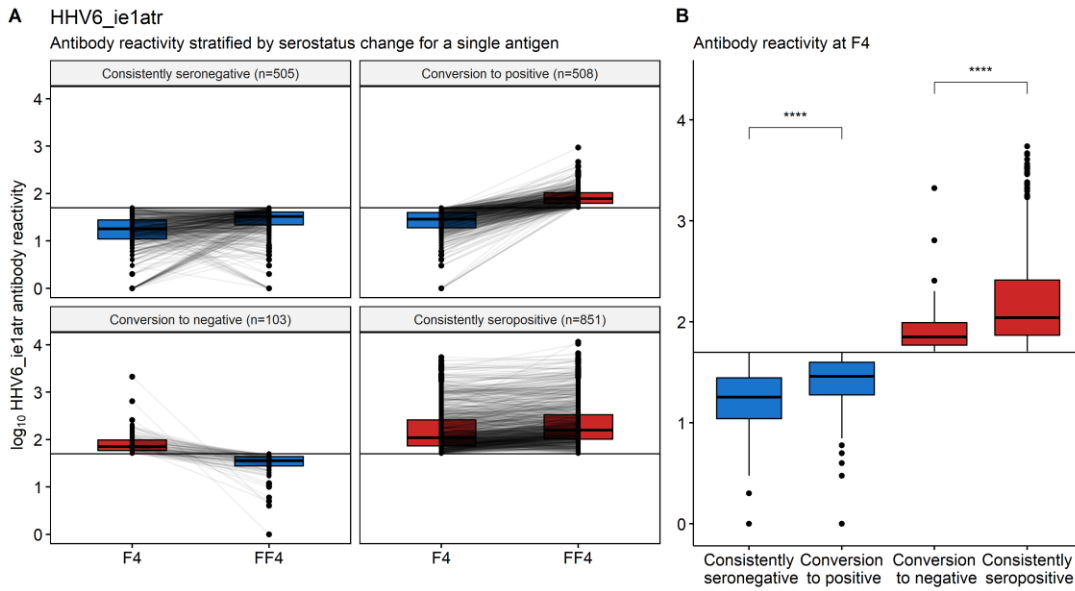 A
HHV6_ie1atr
Antibody reactivity stratified by serostatus change for a single antigen
Consistently seronegative (n=505)
Conversion to positive (n=508)
4
3
2
1
0
Conversion to negative (n=103)
Consistently seropositive (n=851)
4
3
2
1
0
log10 HHV6_ie1atr antibody reactivity
F4
FF4
F4
FF4
B
Antibody reactivity at F4
****
****
4
3
2
1
0
Consistently
seronegative
Conversion
to positive
Conversion
to negative
Consistently
seropositive